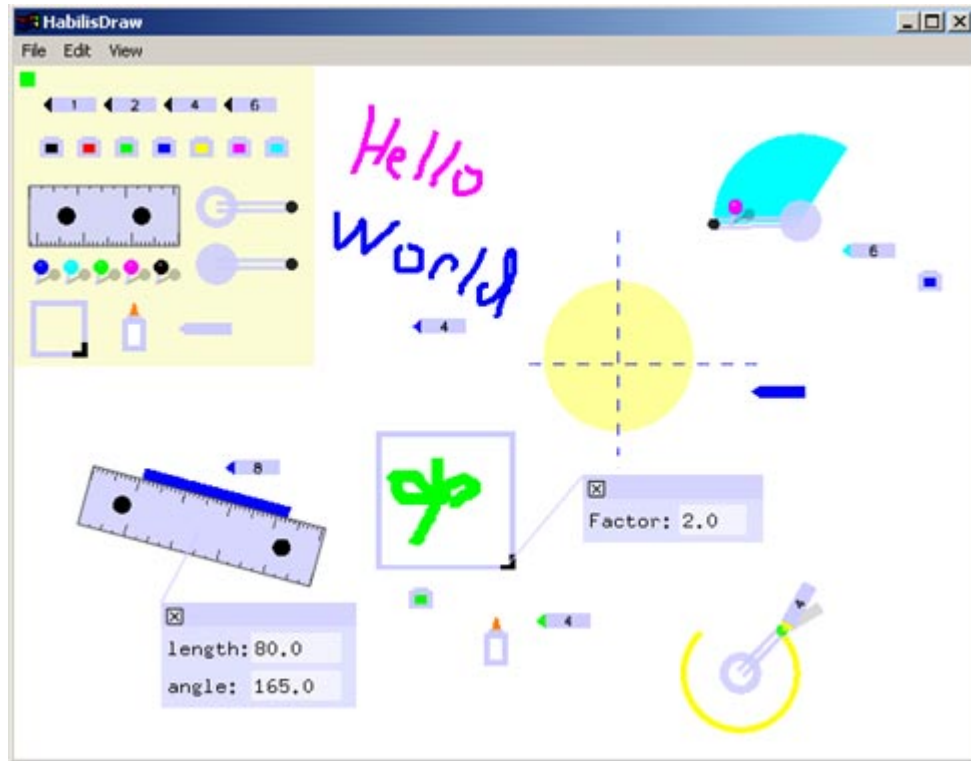 HabilisDraw
File Edit View
1 2 4 6
Hello
World
6
4
8
Factor: 2.0
4
4
length: 80.0
angle: 165.0